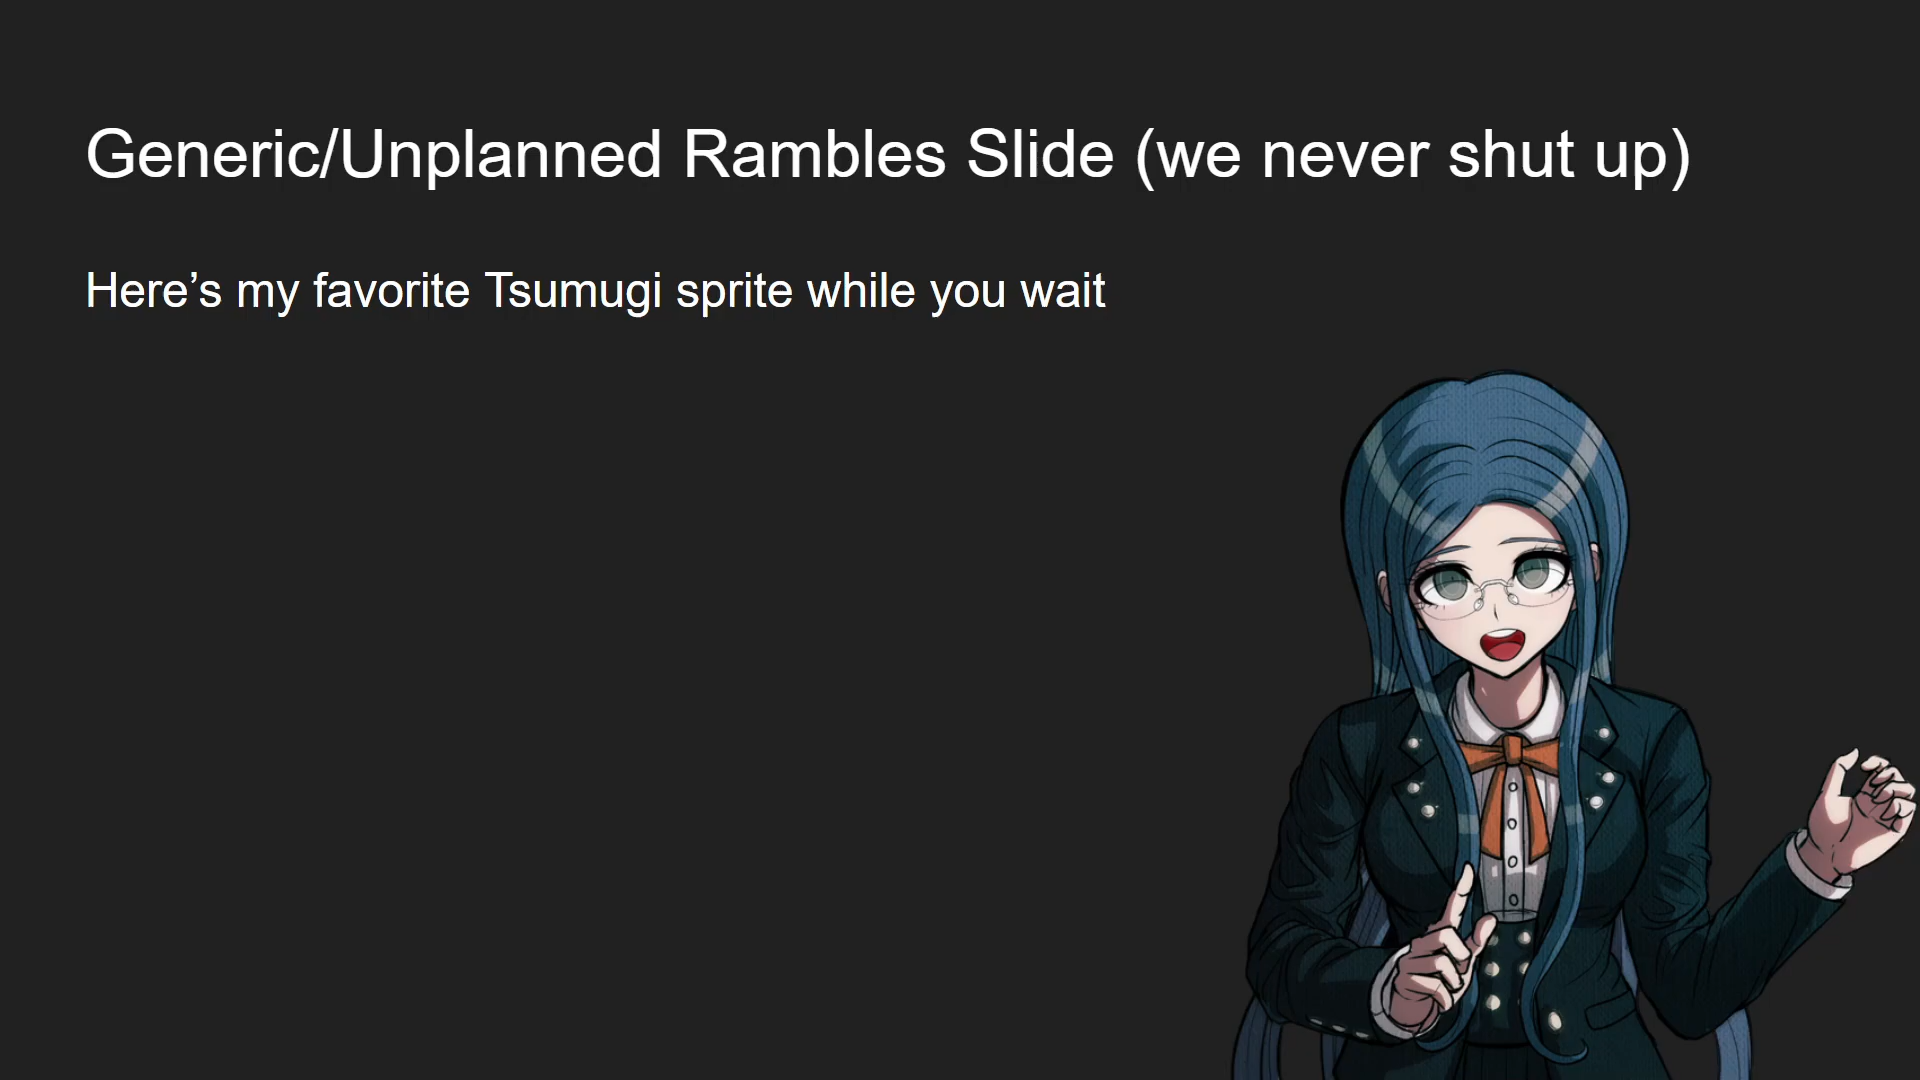 Generic/Unplanned Rambles Slide (we never shut up)
Here’s my favorite Tsumugi sprite while you wait